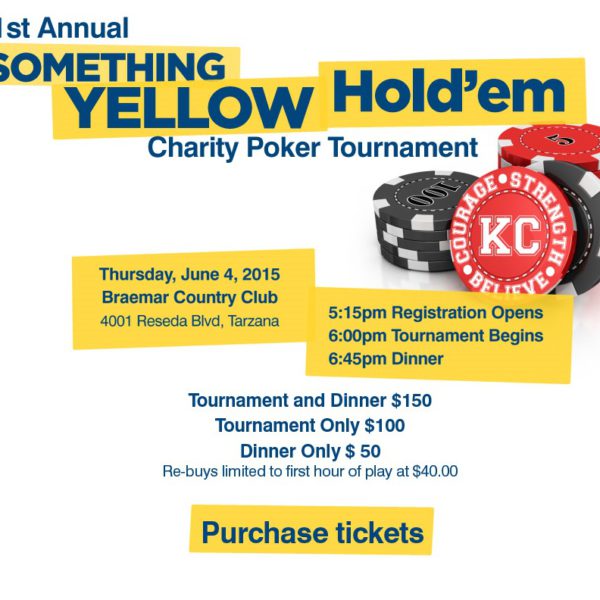 1st Annual
SOMETHING
YELLOW Hold'em
Charity Poker Tournament
100
COURAGE • STRENGTH
KC
BELIEVE
Thursday, June 4, 2015
Braemar Country Club
4001 Reseda Blvd, Tarzana
5:15pm Registration Opens
6:00pm Tournament Begins
6:45pm Dinner
Tournament and Dinner $150
Tournament Only $100
Dinner Only $ 50
Re-buys limited to first hour of play at $40.00
Purchase tickets